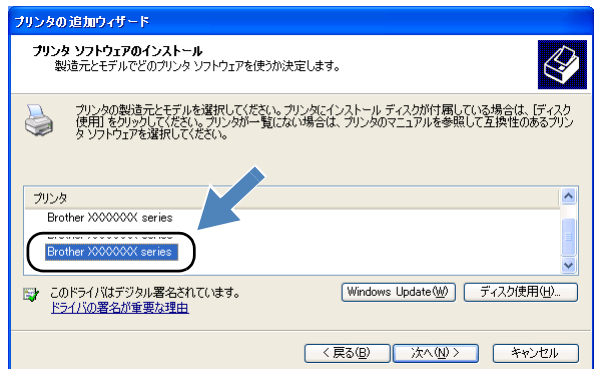 プリンタの追加ウィザード
プリンタ ソフトウェアのインストール
製造元とモデルでどのプリンタ ソフトウェアを使うか決定します。
プリンタの製造元とモデルを選択してください。プリンタにインストール ディスクが付属している場合は、[ディスク
使用] をクリックしてください。プリンタが一覧にない場合は、プリンタのマニュアルを参照して互換性のあるプリン
タ ソフトウェアを選択してください。
プリンタ
Brother XXXXXXX series
Brother XXXXXXX series
このドライバはデジタル署名されています。
Windows Update(W)
ディスク使用(H)...
ドライバの署名が重要な理由
< 戻る(B)
次へ(N) >
キャンセル